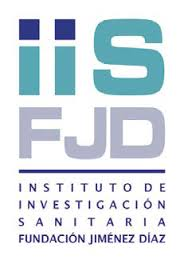 iiS
FJD
INSTITUTO DE
INVESTIGACIÓN
SANITARIA
FUNDACIÓN JIMÉNEZ DÍAZ